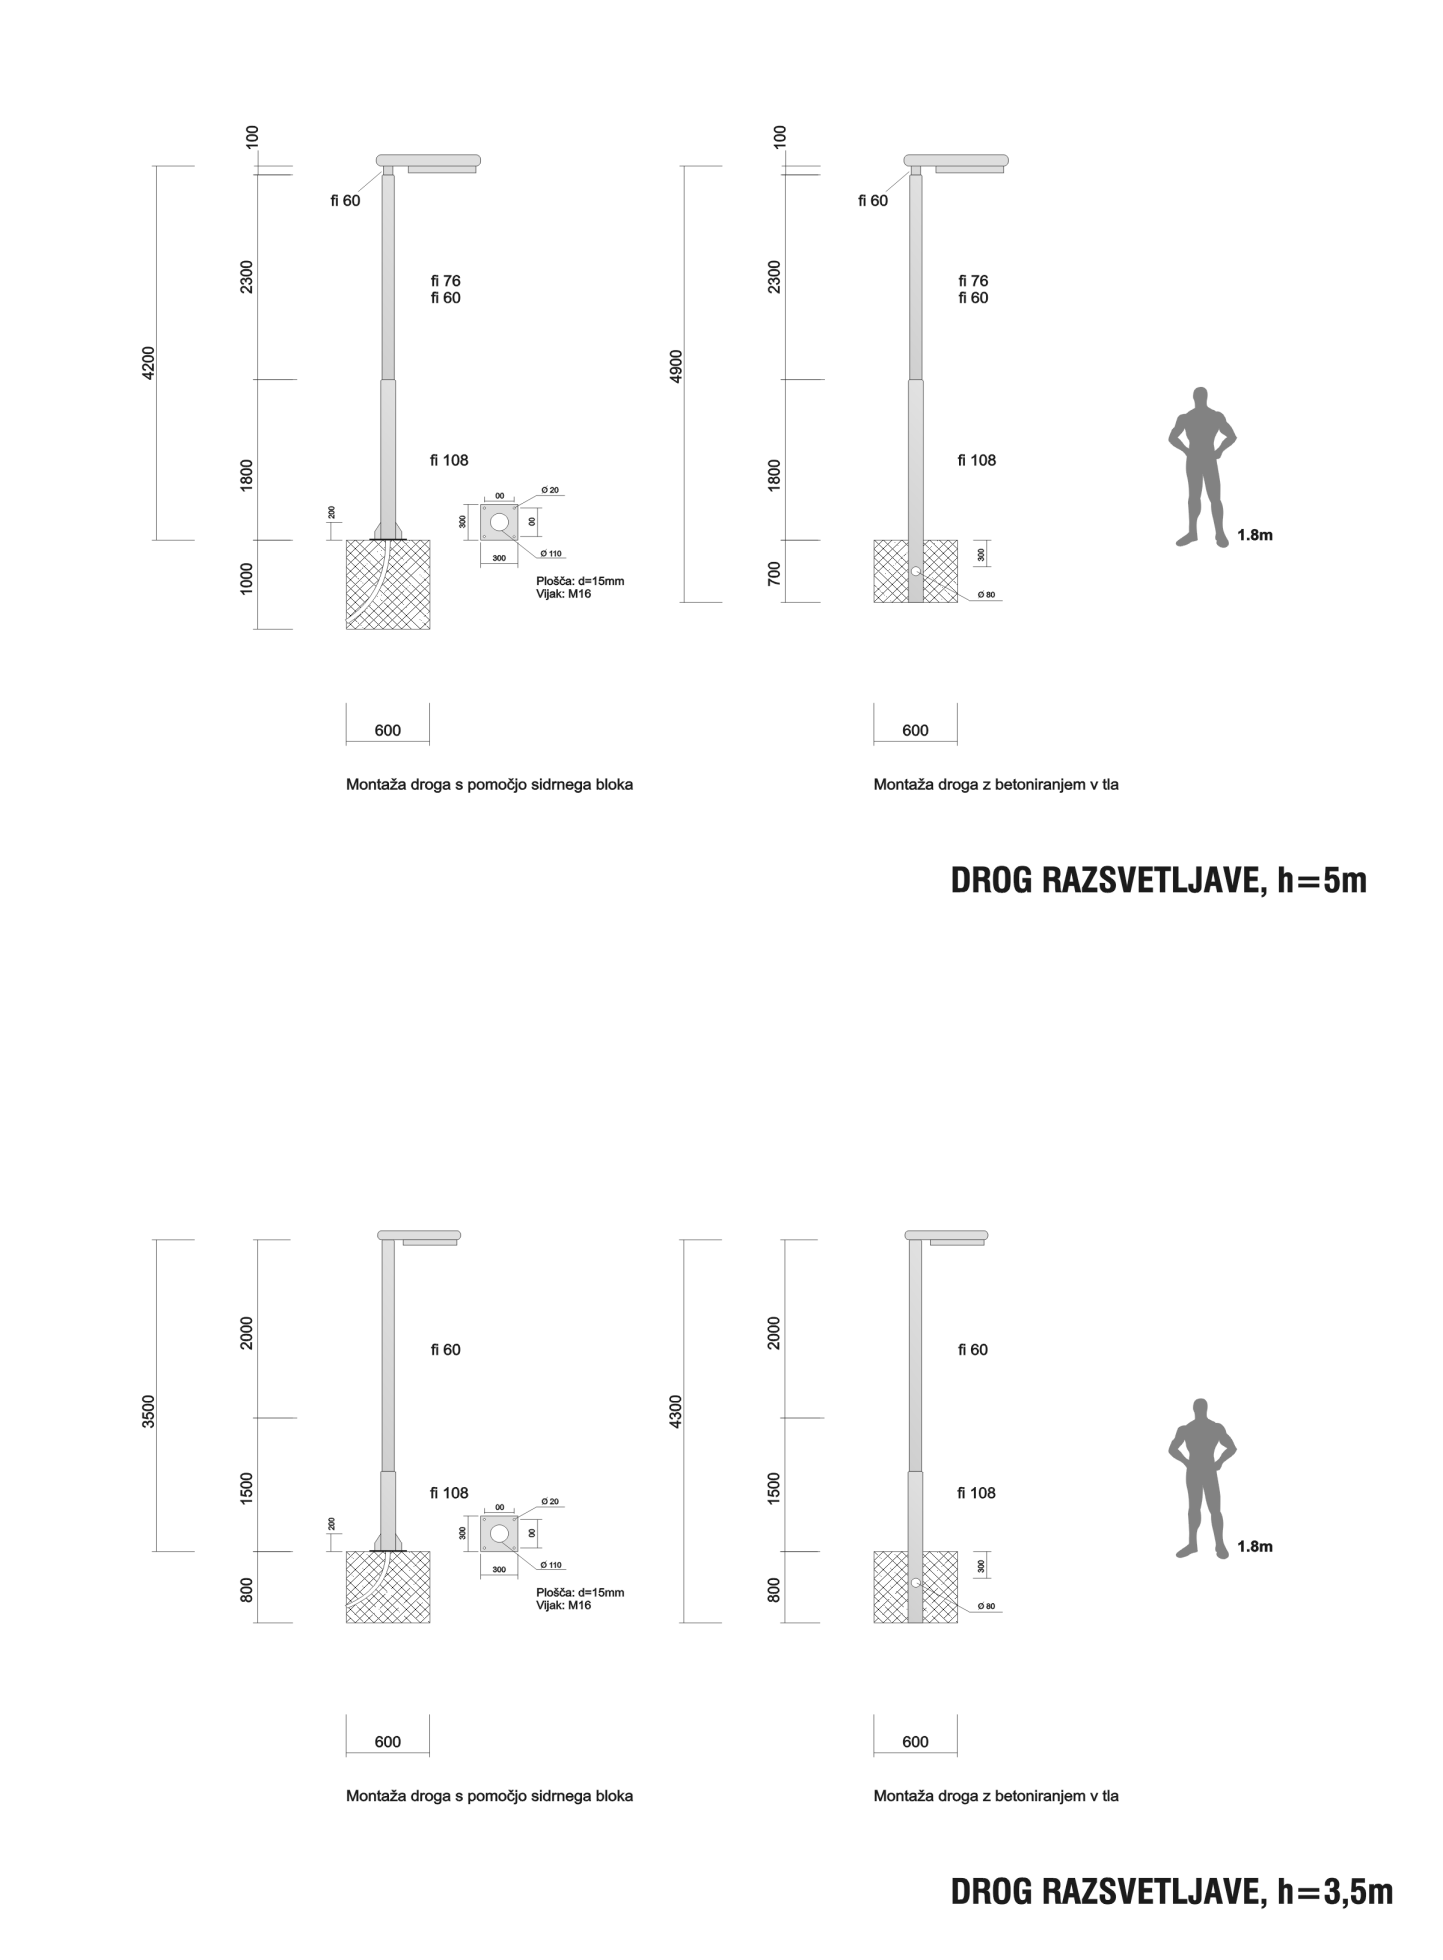 100
fi 60
2300
fi 76
fi 60
4200
1800
fi 108
200
00
Ø 20
300
00
Ø 110
300
1000
Plošča: d=15mm
Vijak: M16
600
Montaža droga s pomočjo sidrnega bloka
100
fi 60
2300
fi 76
fi 60
4900
1800
fi 108
300
700
Ø 80
600
Montaža droga z betoniranjem v tla
1.8m
DROG RAZSVETLJAVE, h=5m
2000
fi 60
3500
1500
fi 108
200
00
Ø 20
300
00
Ø 110
300
800
Plošča: d=15mm
Vijak: M16
600
Montaža droga s pomočjo sidrnega bloka
2000
fi 60
4300
1500
fi 108
300
800
Ø 80
600
Montaža droga z betoniranjem v tla
1.8m
DROG RAZSVETLJAVE, h=3,5m